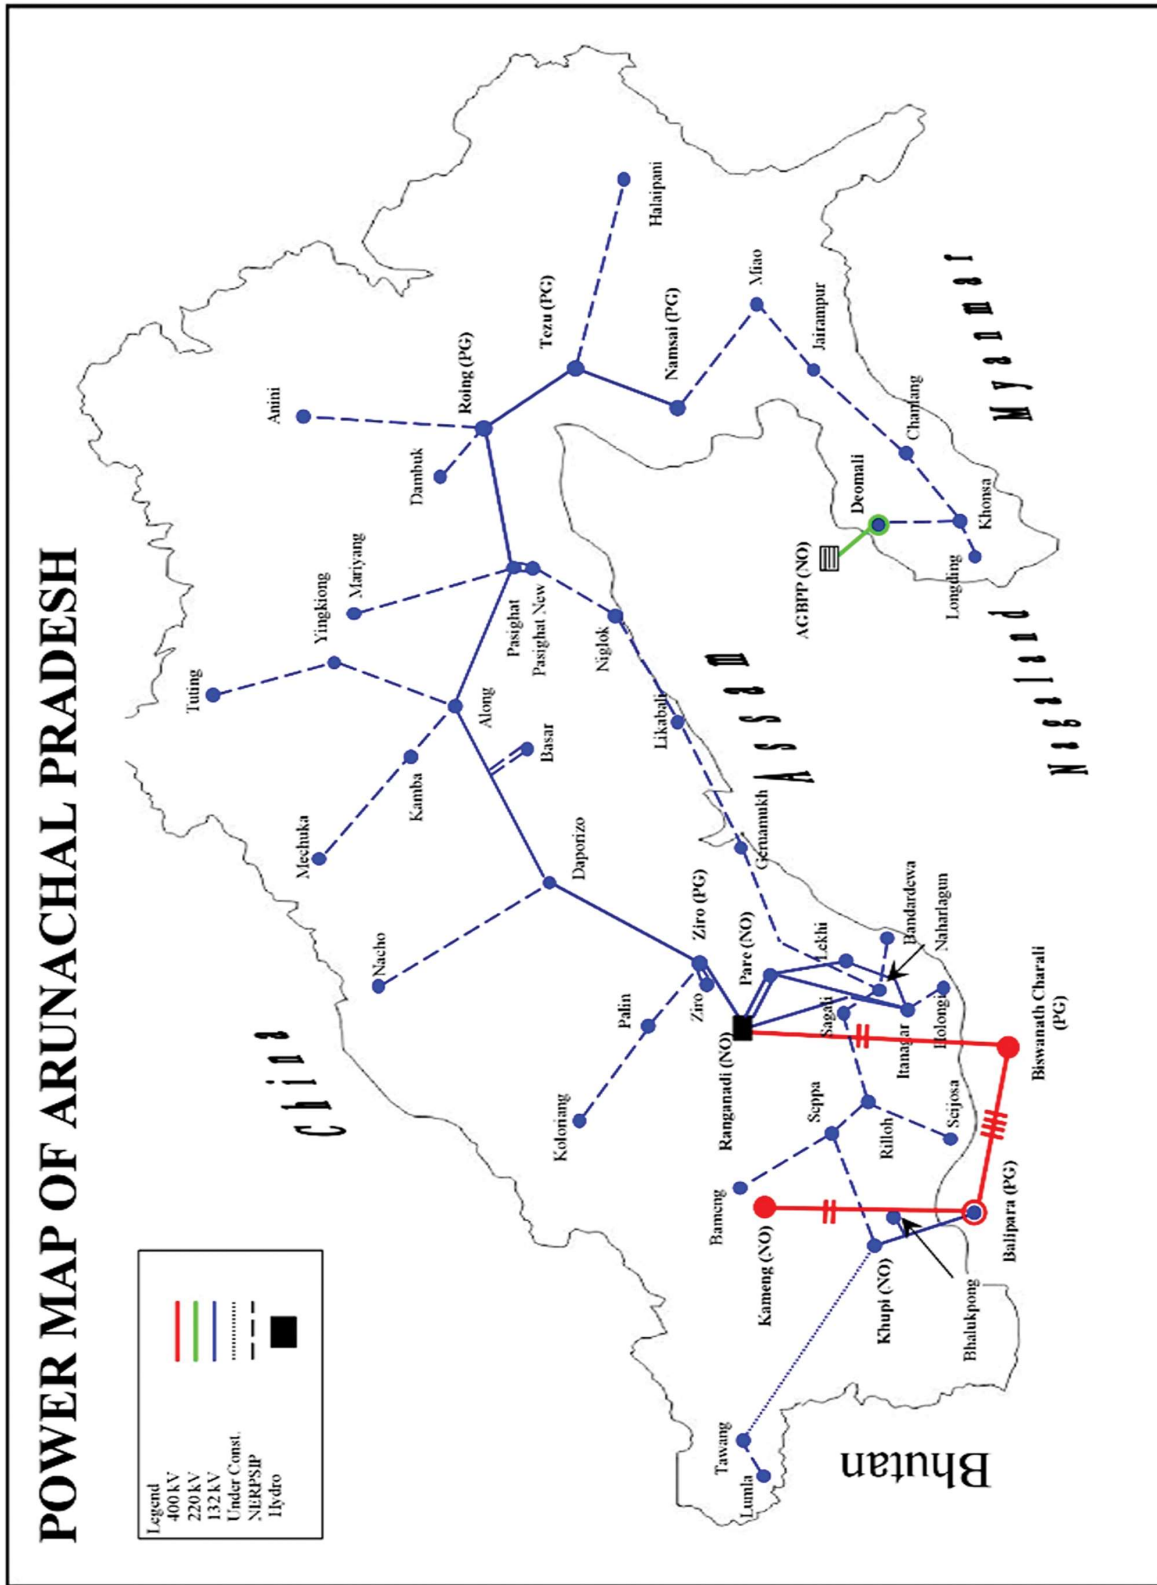 POWER MAP OF ARUNACHAL PRADESH
Legend
400 kV
220 kV
132 kV
Under Const.
NERPSIP
Hydro
China
Tuting
Yingkiong
Mariyang
Anini
Dambuk
Roing (PG)
Tezu (PG)
Halaipani
Namsai (PG)
Miao
Jairampur
Changlang
Khonsa
Longding
Deomali
AGBPP (NO)
Mechuka
Kamba
Along
Basar
Pasighat
Pasighat New
Niglok
Likabali
Geruamukh
Nacho
Daporizo
Koloriang
Palin
Ziro (PG)
Ziro
Pare (NO)
Ranganadi (NO)
Lekhi
Bandardewa
Naharlagun
Sagali
Itanagar
Holongi
Bameng
Seppa
Rilloh
Seijosa
Kameng (NO)
Khupi (NO)
Bhalukpong
Balipara (PG)
Biswanath Charali
(PG)
Tawang
Lumla
Bhutan
Assam
Nagaland
Myanmar